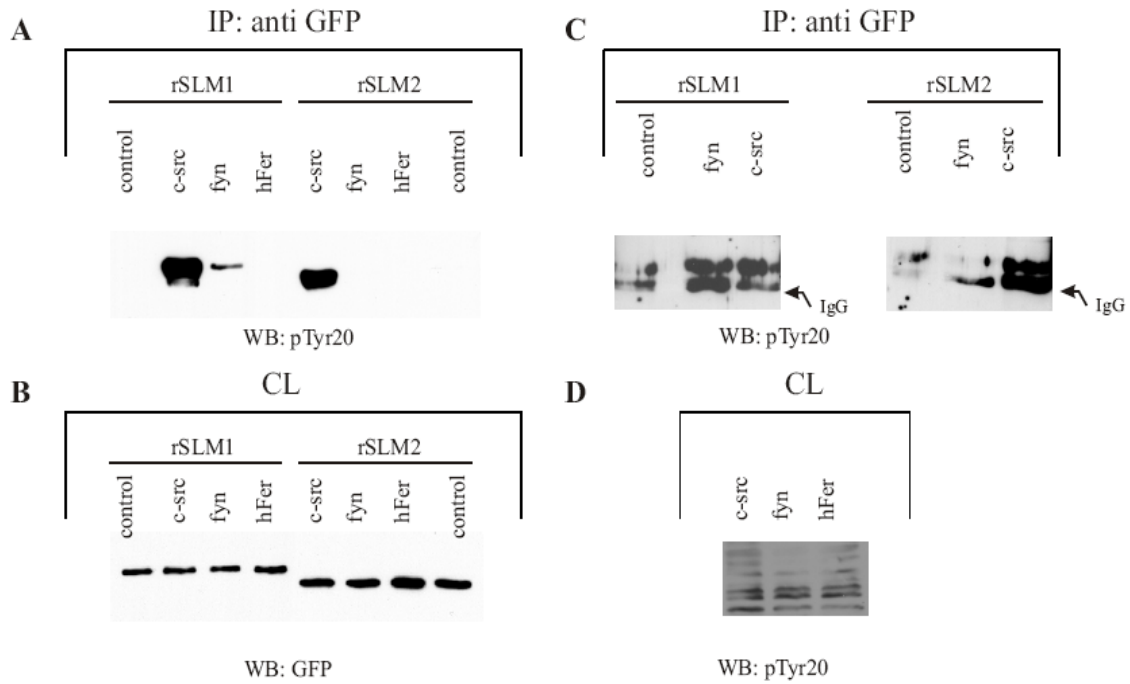 A
IP: anti GFP
rSLM1
rSLM2
control
c-src
fyn
hFer
c-src
fyn
hFer
control
WB: pTyr20
B
CL
rSLM1
rSLM2
control
c-src
fyn
hFer
c-src
fyn
hFer
control
WB: GFP
C
IP: anti GFP
rSLM1
rSLM2
control
fyn
c-src
control
fyn
c-src
IgG
IgG
WB: pTyr20
D
CL
c-src
fyn
hFer
WB: pTyr20